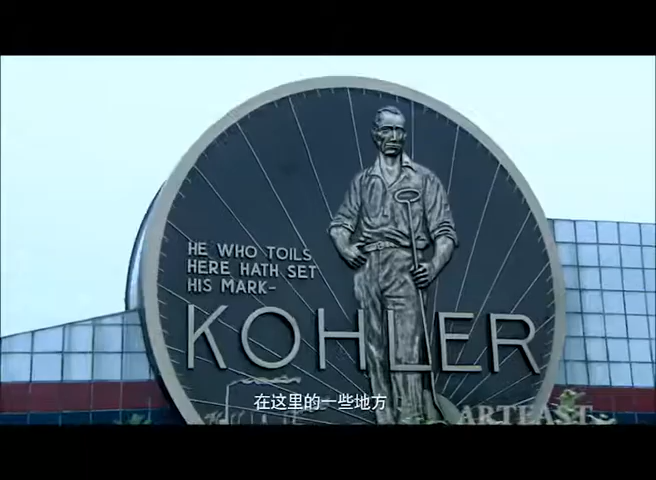 HE WHO TOILS
HERE HATH SET
HIS MARK–
KOHLER
在这里的一些地方
ARTEAST